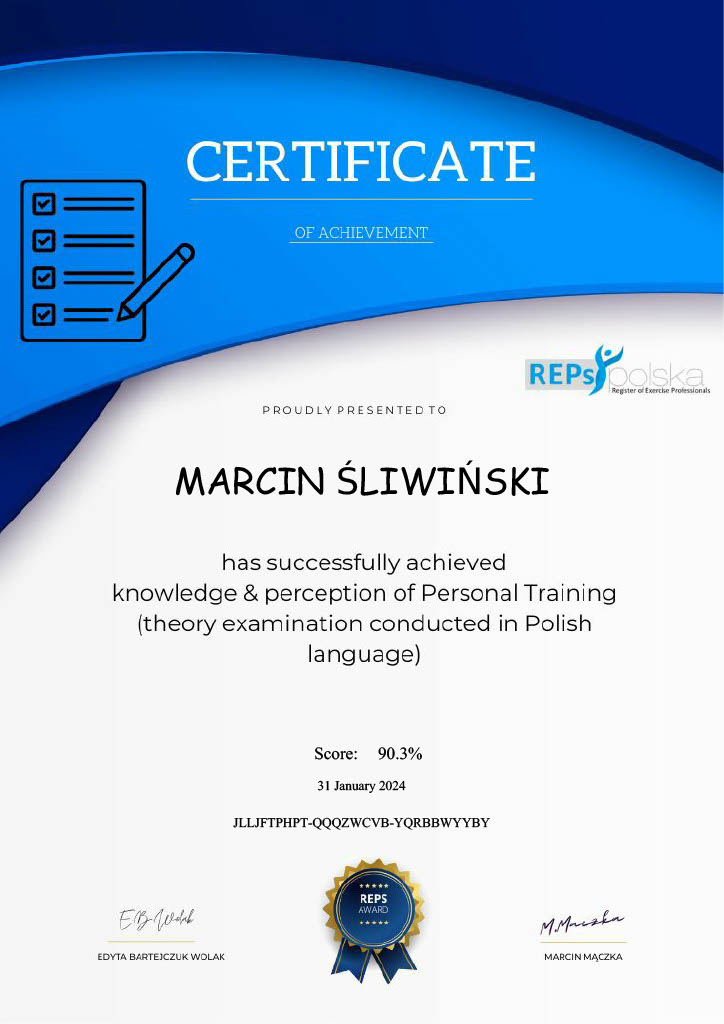 CERTIFICATE
OF ACHIEVEMENT
REPs polska
Register of Exercise Professionals
PROUDLY PRESENTED TO
MARCIN ŚLIWIŃSKI
has successfully achieved
knowledge & perception of Personal Training
(theory examination conducted in Polish
language)
Score: 90.3%
31 January 2024
JLLJFTPHPT-QQQZWCVB-YQRBBWYYBY
REPS
AWARD
E.B. Wolak
M.Mączka
EDYTA BARTEJCZUK WOLAK
MARCIN MĄCZKA